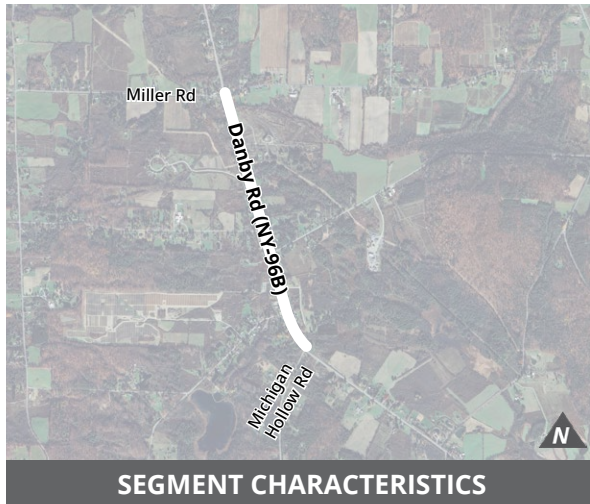 Miller Rd
Danby Rd (NY-96B)
Michigan
Hollow Rd
N
SEGMENT CHARACTERISTICS